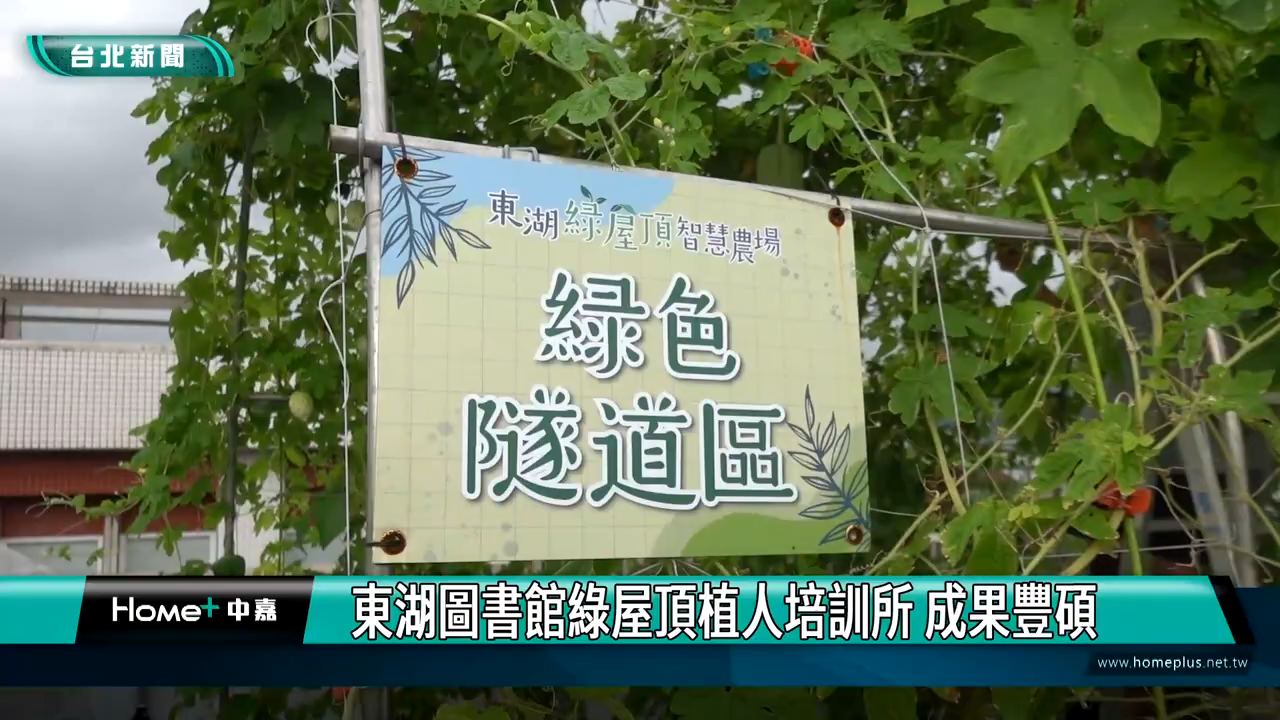 台北新聞
東湖綠屋頂智慧農場
綠色
隧道區
Home+中嘉
東湖圖書館綠屋頂植人培訓所 成果豐碩
www.homeplus.net.tw